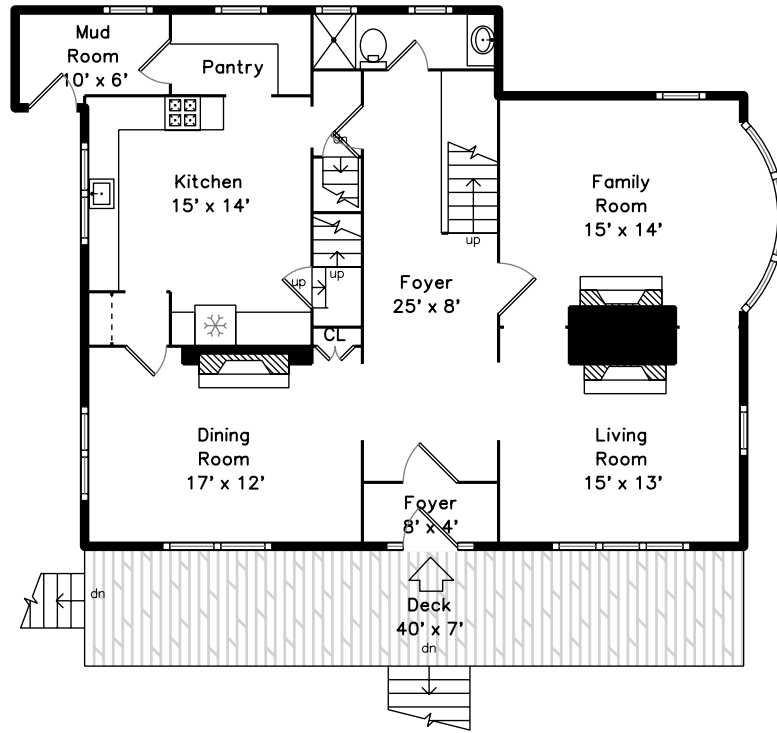 Mud
Room
10' x 6'
Pantry
dn
Kitchen
15' x 14'
Family
Room
15' x 14'
up
up
up
Foyer
25' x 8'
CL
Dining
Room
17' x 12'
Living
Room
15' x 13'
Foyer
8' x 4'
dn
Deck
40' x 7'
dn